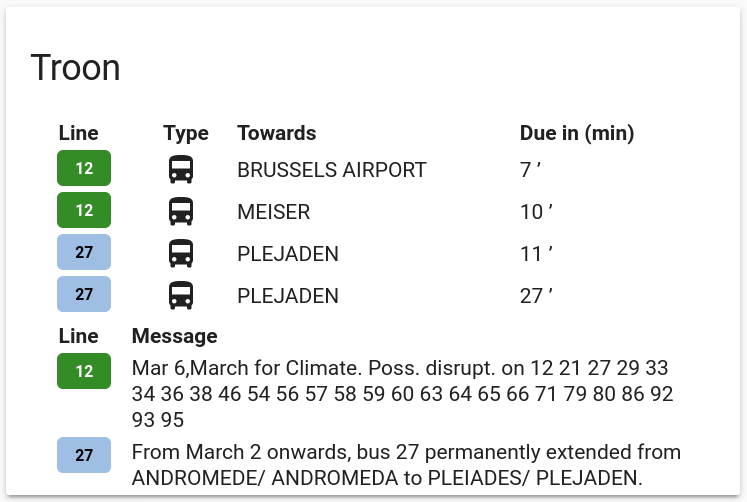 Troon
Line Type Towards Due in (min)
12 BRUSSELS AIRPORT 7 ’
12 MEISER 10 ’
27 PLEJADEN 11 ’
27 PLEJADEN 27 ’
Line Message
12 Mar 6,March for Climate. Poss. disrupt. on 12 21 27 29 33
34 36 38 46 54 56 57 58 59 60 63 64 65 66 71 79 80 86 92
93 95
27 From March 2 onwards, bus 27 permanently extended from
ANDROMEDE/ ANDROMEDA to PLEIADES/ PLEJADEN.